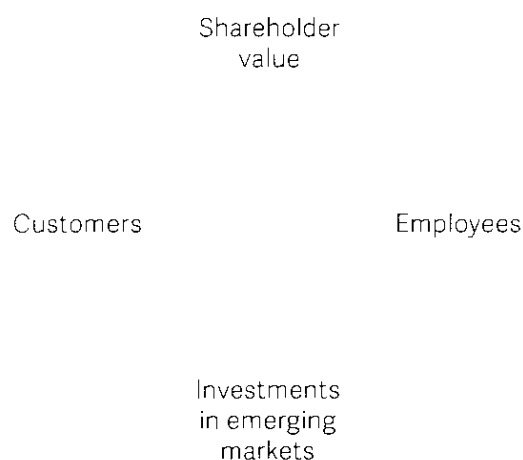 Shareholder
value
Customers
Employees
Investments
in emerging
markets